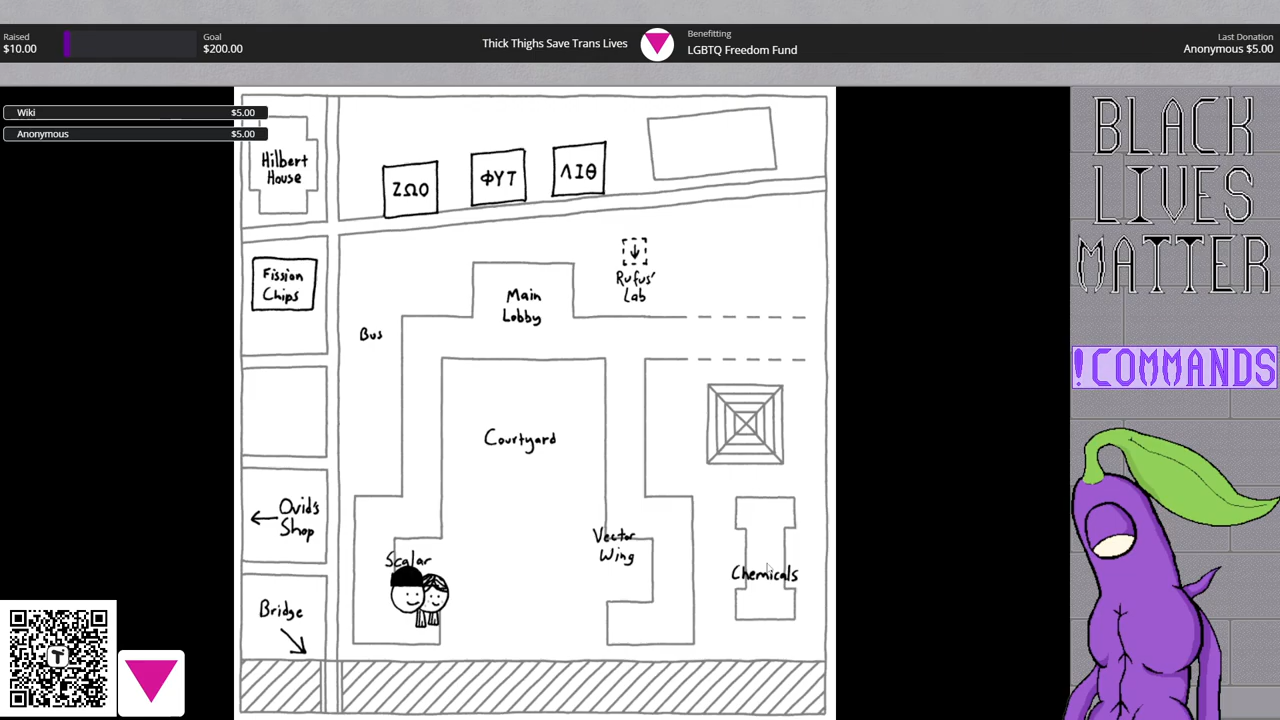 Raised
$10.00
Goal
$200.00
Thick Thighs Save Trans Lives
Benefitting
LGBTQ Freedom Fund
Last Donation
Anonymous $5.00
Wiki $5.00
Anonymous $5.00
Hilbert
House
ΖΩΟ
ΦΥΤ
ΛΙΘ
Fission
Chips
Rufus'
Lab
Main
Lobby
Bus
Courtyard
Ovid's
Shop
Scalar
Vector
Wing
Chemicals
Bridge
T
BLACK
LIVES
MATTER
!COMMANDS